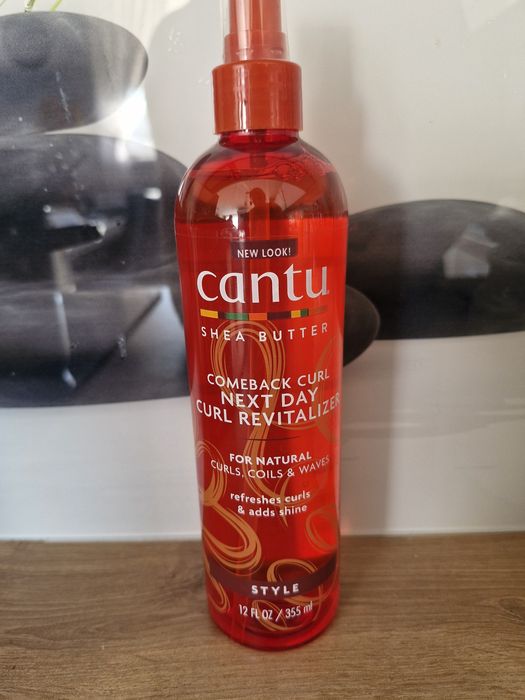 NEW LOOK!
cantu
SHEA BUTTER
COMEBACK CURL
NEXT DAY
CURL REVITALIZER
FOR NATURAL
CURLS, COILS & WAVES
refreshes curls
& adds shine
STYLE
12 FL OZ / 355 ml